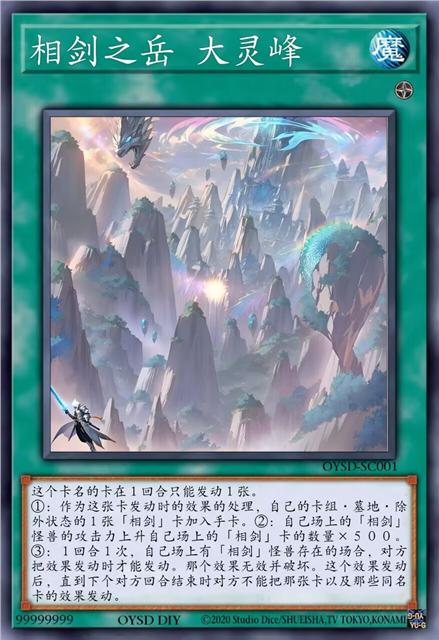 相剑之岳 大灵峰
魔
OYSD-SC001
这个卡名的卡在1回合只能发动1张。
①：作为这张卡发动时的效果的处理，自己的卡组·墓地·除
外状态的1张「相剑」卡加入手卡。②：自己场上的「相剑」
怪兽的攻击力上升自己场上的「相剑」卡的数量×500。
③：1回合1次，自己场上有「相剑」怪兽存在的场合，对方
把效果发动时才能发动。那个效果无效并破坏。这个效果发动
后，直到下个对方回合结束时对方不能把那张卡以及那些同名
卡的效果发动。
99999999 OYSD DIY ©2020 Studio Dice/SHUEISHA,TV TOKYO,KONAMI